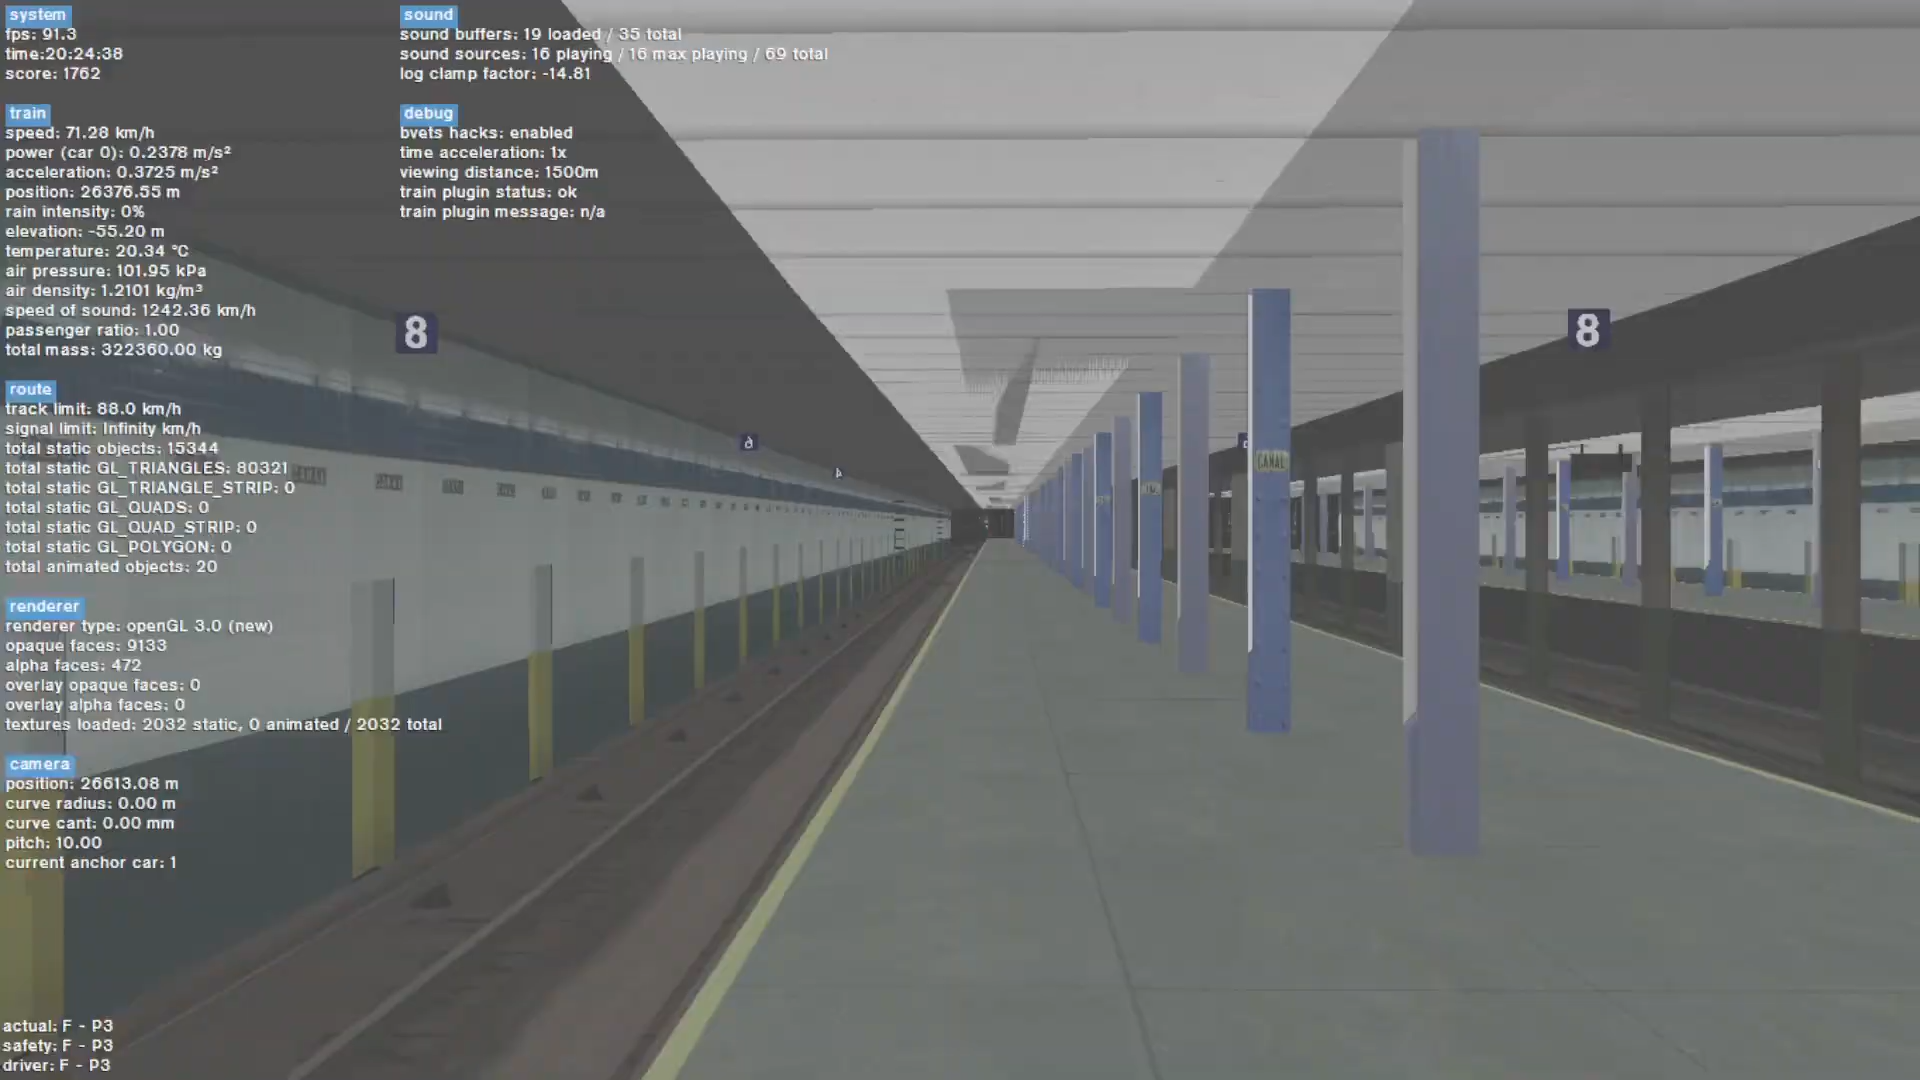 system
fps: 91.3
time:20:24:38
score: 1762
train
speed: 71.28 km/h
power (car 0): 0.2378 m/s²
acceleration: 0.3725 m/s²
position: 26376.55 m
rain intensity: 0%
elevation: -55.20 m
temperature: 20.34 °C
air pressure: 101.95 kPa
air density: 1.2101 kg/m³
speed of sound: 1242.36 km/h
passenger ratio: 1.00
total mass: 322360.00 kg
route
track limit: 88.0 km/h
signal limit: Infinity km/h
total static objects: 15344
total static GL_TRIANGLES: 80321
total static GL_TRIANGLE_STRIP: 0
total static GL_QUADS: 0
total static GL_QUAD_STRIP: 0
total static GL_POLYGON: 0
total animated objects: 20
renderer
renderer type: openGL 3.0 (new)
opaque faces: 9133
alpha faces: 472
overlay opaque faces: 0
overlay alpha faces: 0
textures loaded: 2032 static, 0 animated / 2032 total
camera
position: 26613.08 m
curve radius: 0.00 m
curve cant: 0.00 mm
pitch: 10.00
current anchor car: 1
actual: F - P3
safety: F - P3
driver: F - P3
sound
sound buffers: 19 loaded / 35 total
sound sources: 16 playing / 16 max playing / 69 total
log clamp factor: -14.81
debug
bvets hacks: enabled
time acceleration: 1x
viewing distance: 1500m
train plugin status: ok
train plugin message: n/a
8
8
CANAL